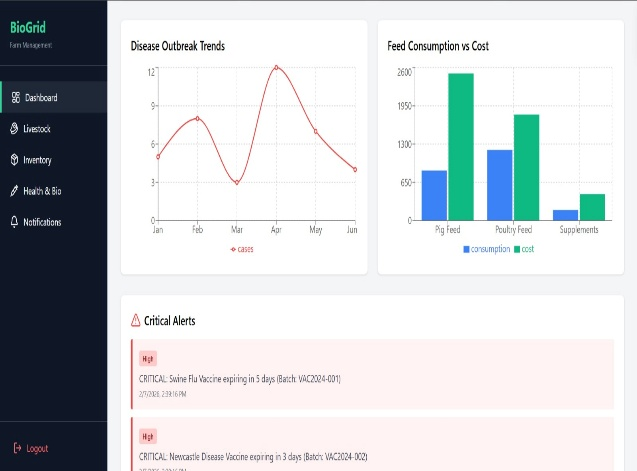 BioGrid
Farm Management
Dashboard
Livestock
Inventory
Health & Bio
Notifications
Logout
Disease Outbreak Trends
12
9
6
3
0
Jan Feb Mar Apr May Jun
cases
Feed Consumption vs Cost
2600
1950
1300
650
0
Pig Feed Poultry Feed Supplements
consumption cost
Critical Alerts
High
CRITICAL: Swine Flu Vaccine expiring in 5 days (Batch: VAC2024-001)
2/7/2026, 2:39:16 PM
High
CRITICAL: Newcastle Disease Vaccine expiring in 3 days (Batch: VAC2024-002)